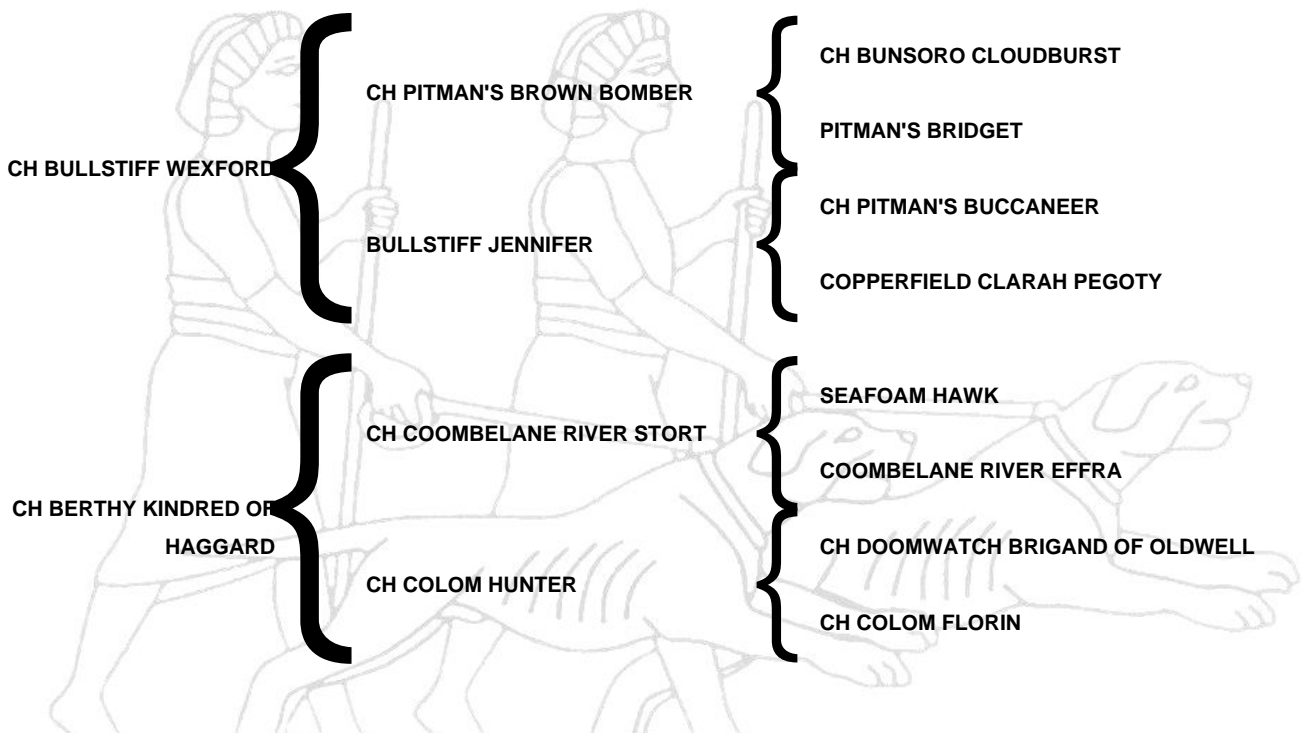 CH BULLSTIFF WEXFORD
CH PITMAN'S BROWN BOMBER
CH BUNSORO CLOUDBURST
PITMAN'S BRIDGET
BULLSTIFF JENNIFER
CH PITMAN'S BUCCANEER
COPPERFIELD CLARAH PEGOTY
CH BERTHY KINDRED OF
HAGGARD
CH COOMBELANE RIVER STORT
SEAFOAM HAWK
COOMBELANE RIVER EFFRA
CH COLOM HUNTER
CH DOOMWATCH BRIGAND OF OLDWELL
CH COLOM FLORIN